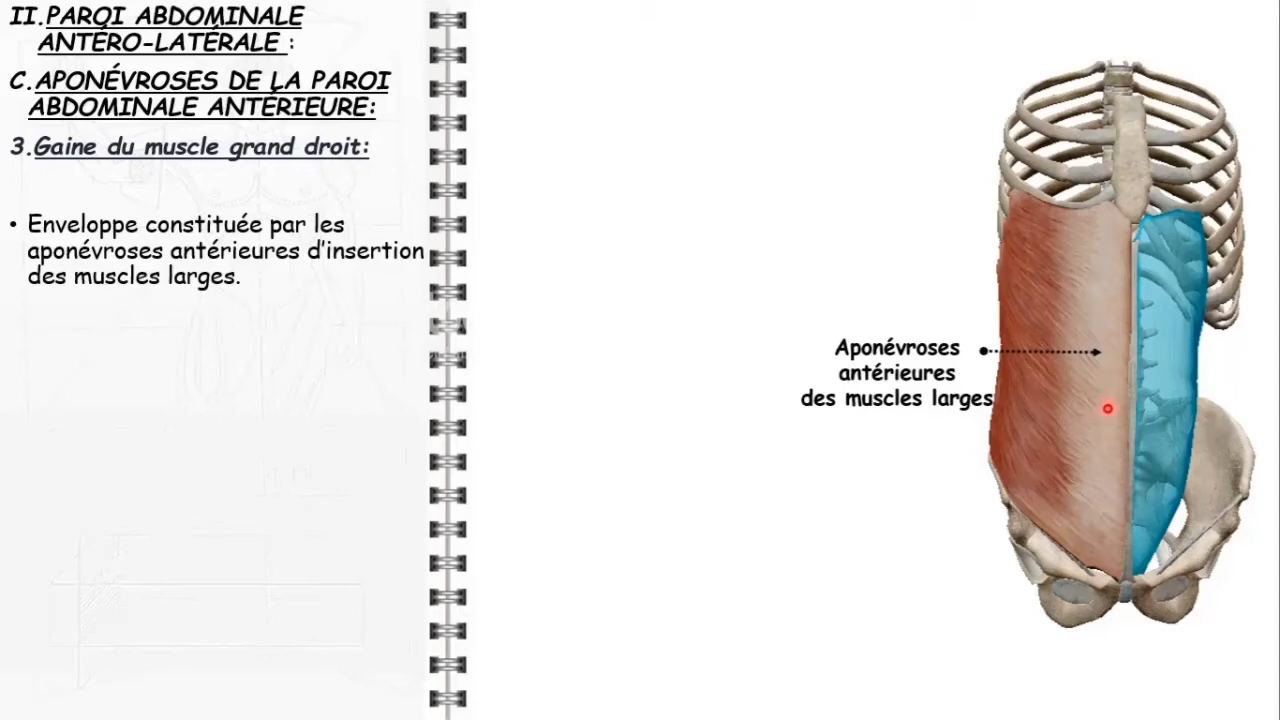 II.PAROI ABDOMINALE
ANTÉRO-LATÉRALE :
C.APONÉVROSES DE LA PAROI
ABDOMINALE ANTÉRIEURE:
3.Gaine du muscle grand droit:
• Enveloppe constituée par les
aponévroses antérieures d'insertion
des muscles larges.
Aponévroses
antérieures
des muscles larges